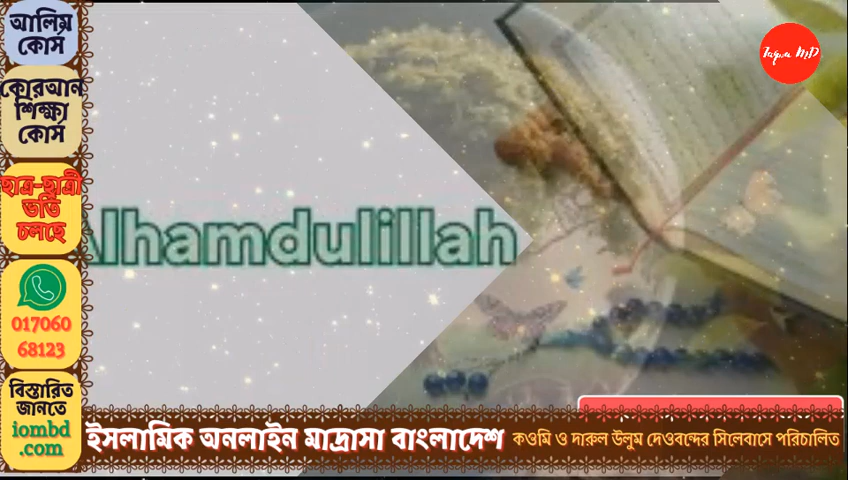 আলিম
কোর্স
কোরআন
শিক্ষা
কোর্স
ছাত্র-ছাত্রী
ভর্তি
চলছে
017060
68123
বিস্তারিত
জানতে
iombd
.com
Alhamdulillah
ইসলামিক অনলাইন মাদ্রাসা বাংলাদেশ
কওমি ও দারুল উলুম দেওবন্দের সিলেবাসে পরিচালিত